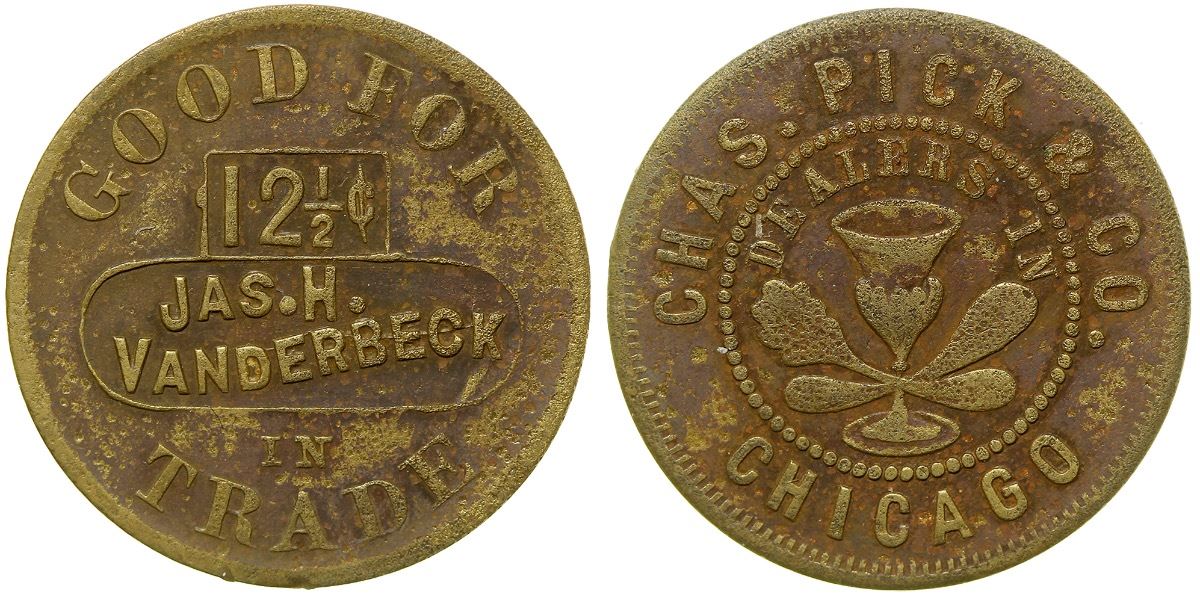 GOOD FOR
12½¢
JAS. H.
VANDERBECK
IN
TRADE
CHAS. PICK & CO.
DEALERS IN
CHICAGO